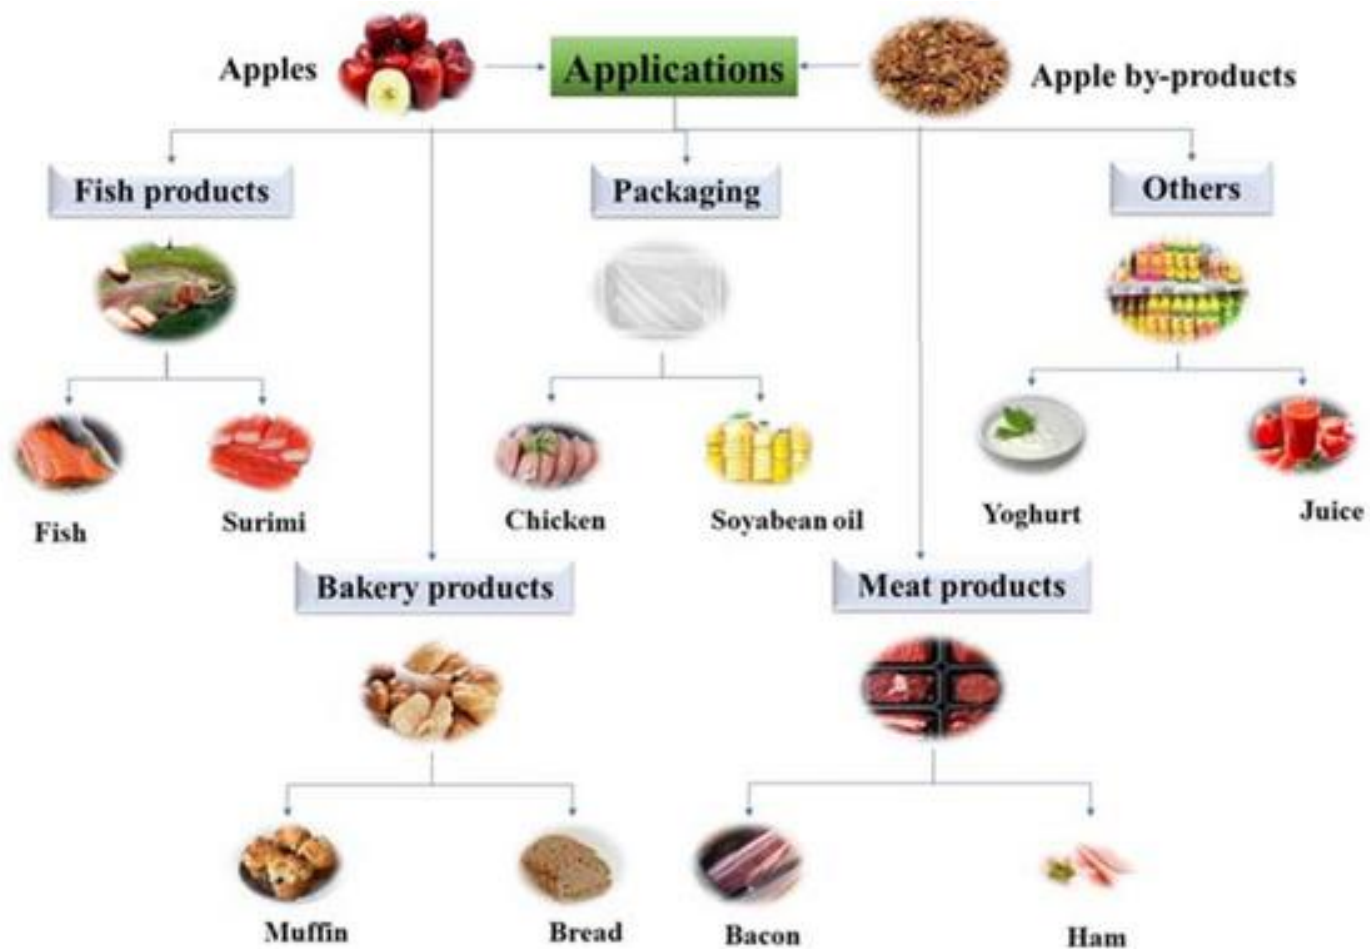 Apples
Applications
Apple by-products
Fish products
Packaging
Others
Fish
Surimi
Chicken
Soyabean oil
Yoghurt
Juice
Bakery products
Meat products
Muffin
Bread
Bacon
Ham